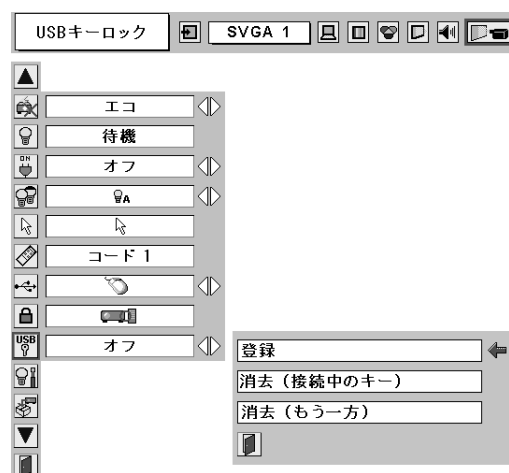 USBキーロック
SVGA 1
エコ
待機
ON
オフ
A
コード 1
USB
オフ
登録
消去（接続中のキー）
消去（もう一方）